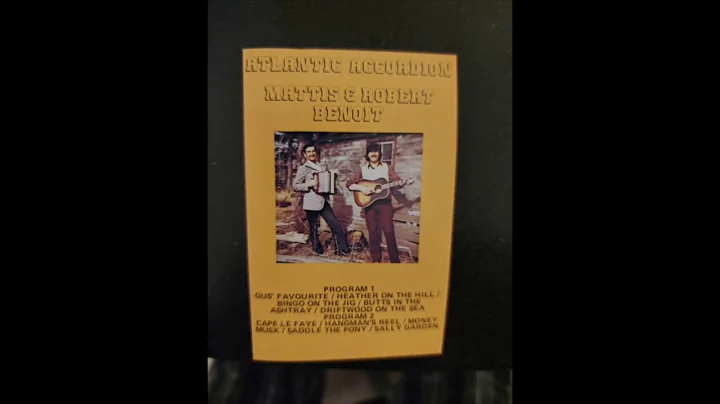 ATLANTIC ACCORDION
MATTIS & ROBERT
BENOIT
PROGRAM 1
GUS' FAVOURITE / HEATHER ON THE HILL /
BINGO ON THE JIG / BUTTS IN THE
ASHTRAY / DRIFTWOOD ON THE SEA
PROGRAM 2
CAPE LE FAYE / HANGMAN'S REEL / MONEY
MUSK / SADDLE THE PONY / SALLY GARDEN